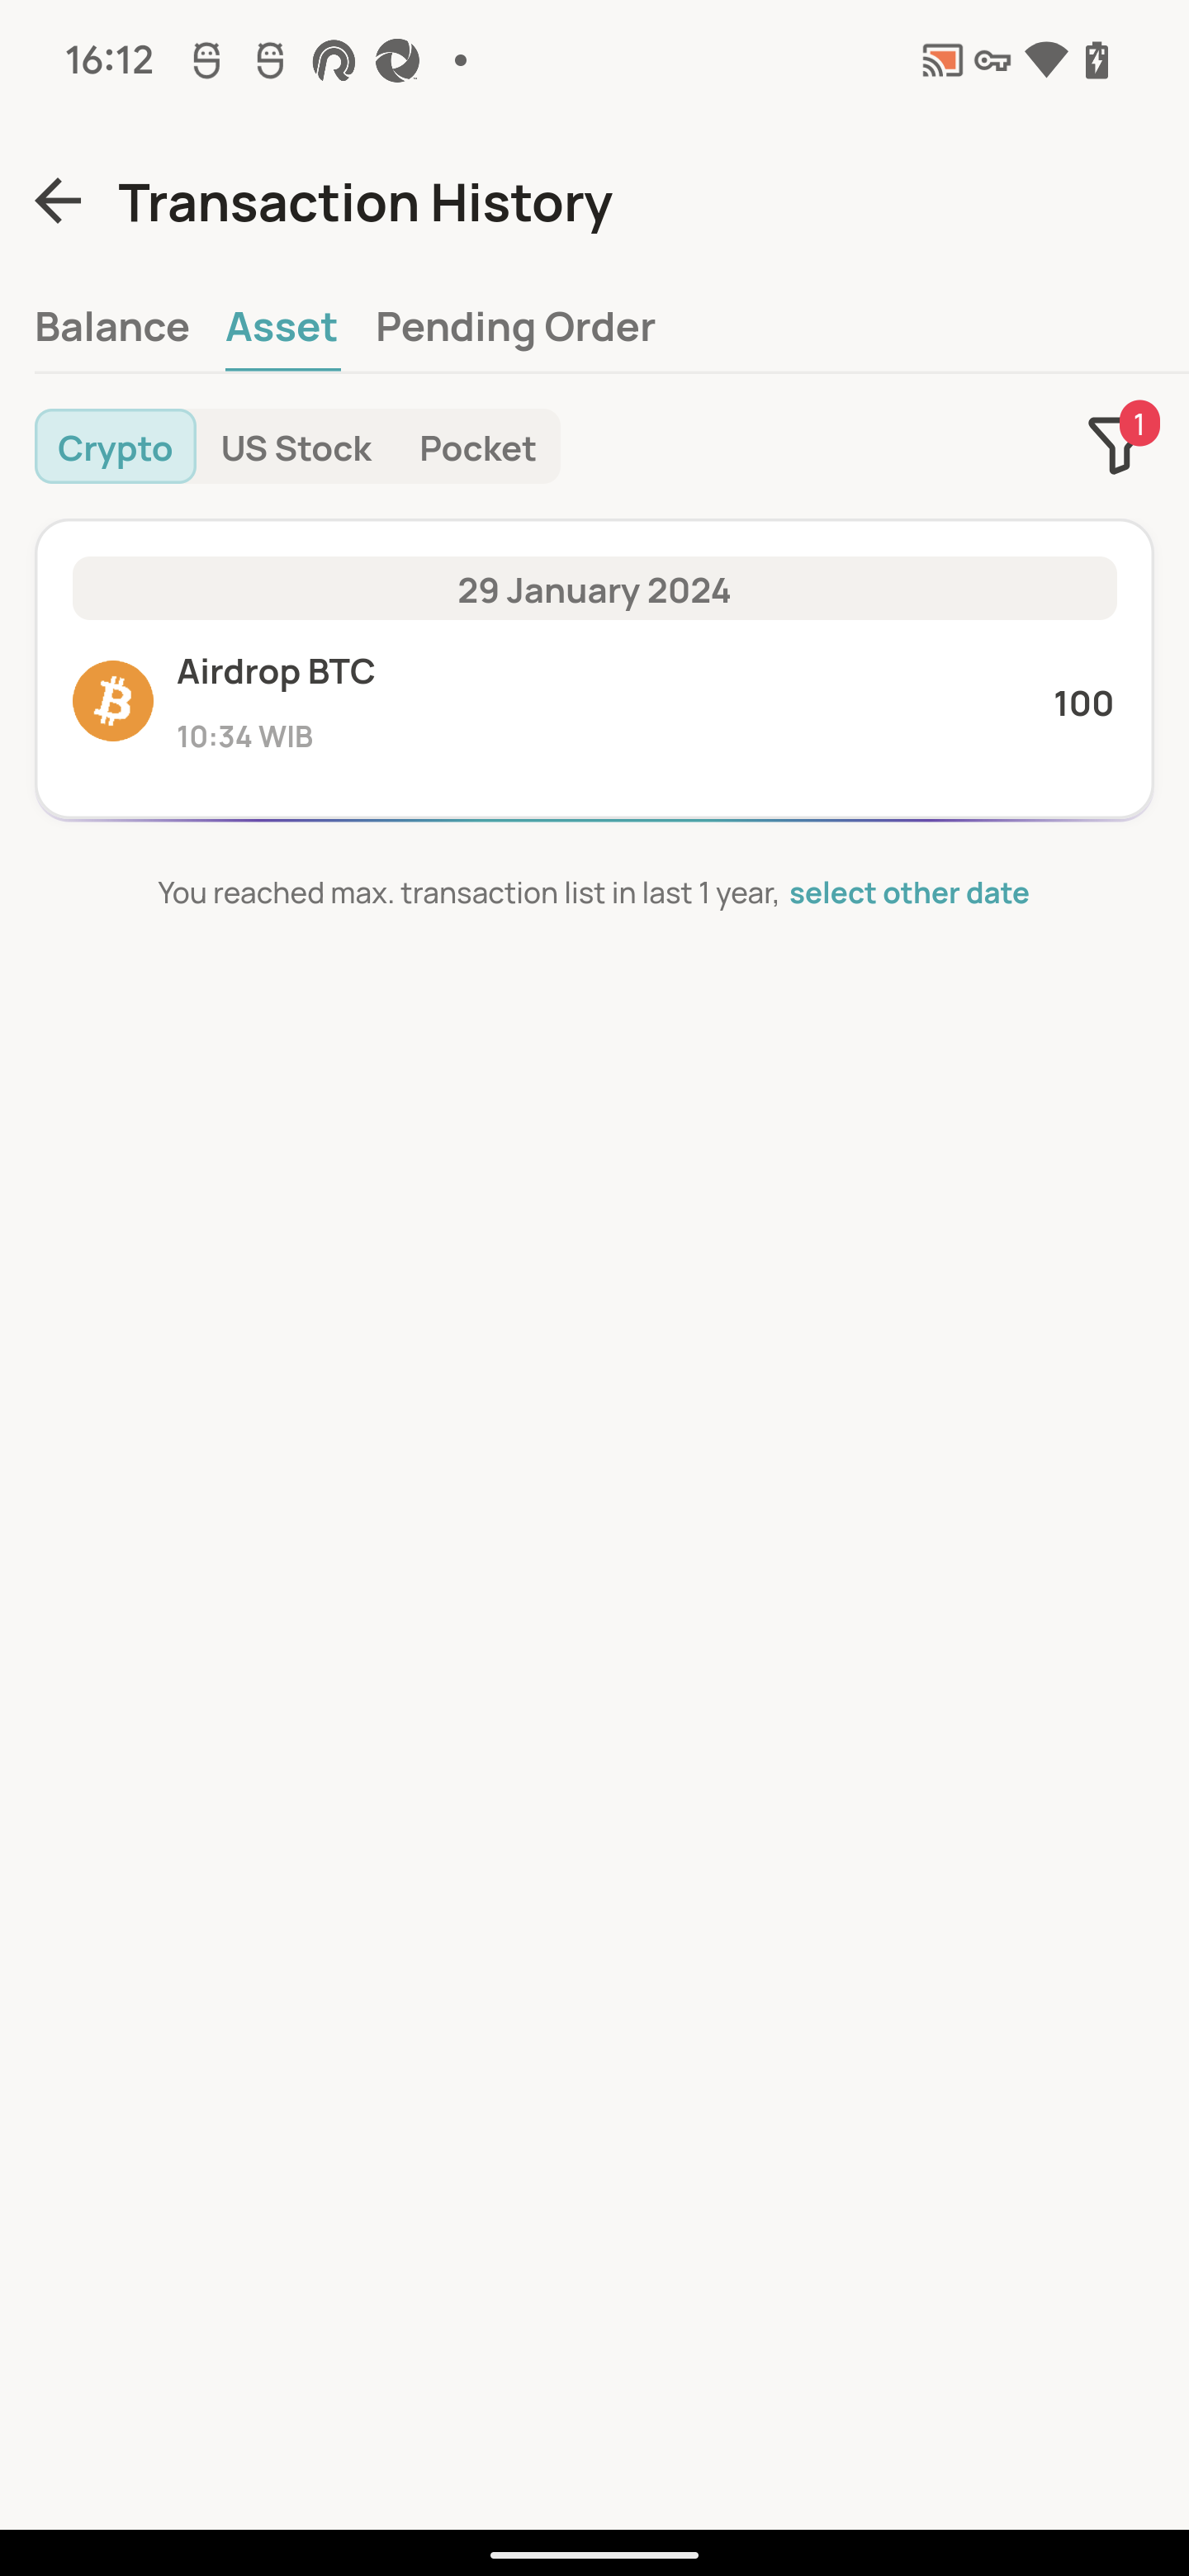 16:12
Transaction History
Balance Asset Pending Order
Crypto US Stock Pocket 1
29 January 2024
Airdrop BTC
100
10:34 WIB
You reached max. transaction list in last 1 year, select other date